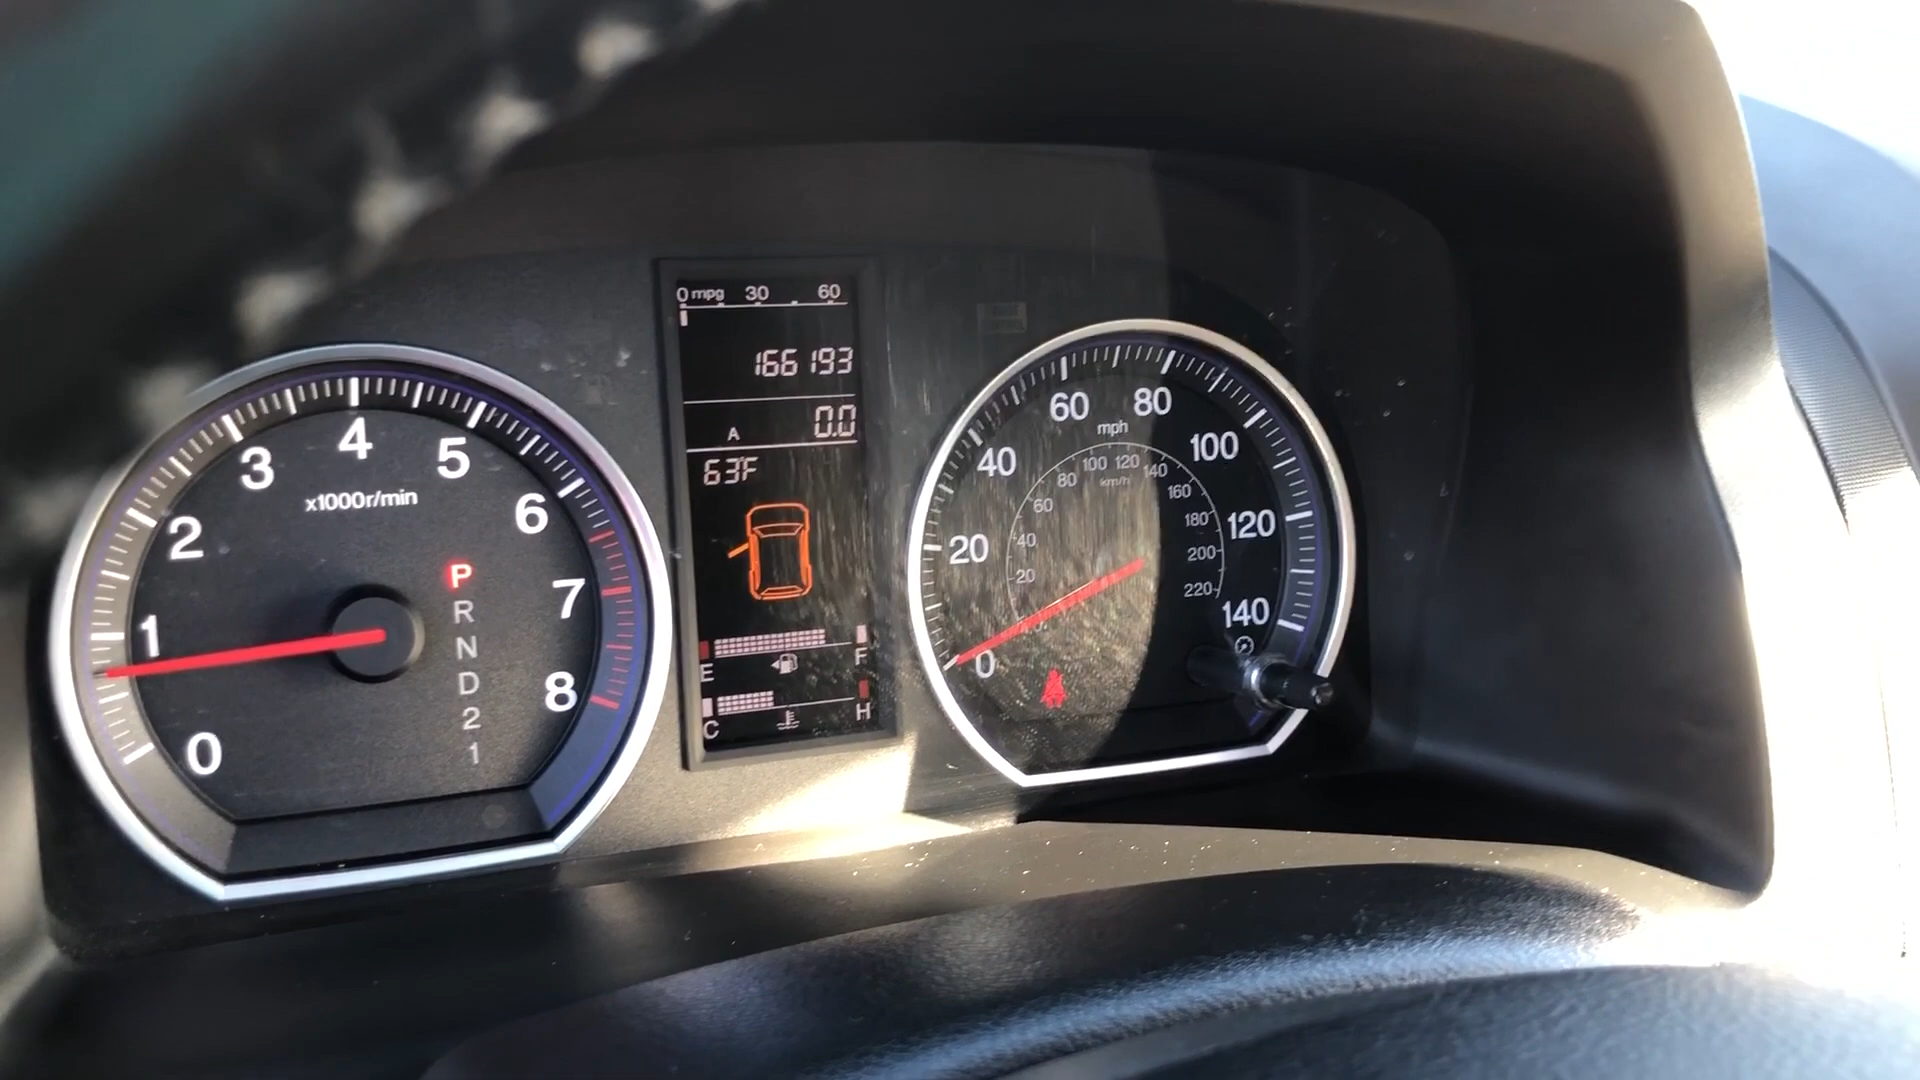 0 mpg 30 60
166193
A 0.0
63°F
E F
C H
0 1 2 3 4 5 6 7 8
x1000r/min
P
R
N
D
2
1
0 20 40 60 80 100 120 140
mph
20 40 60 80 100 120 140 160 180 200 220
km/h